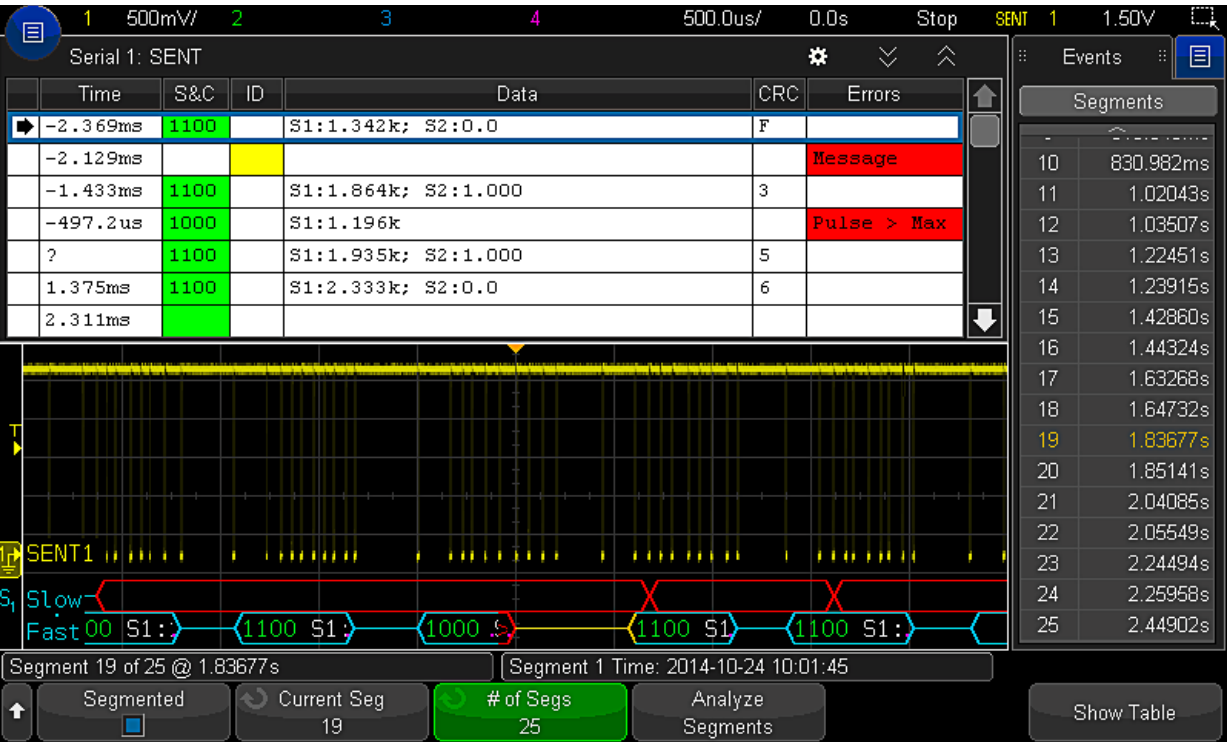 1 500mV/ 2 3 4 500.0us/ 0.0s Stop SENT 1 1.50V
Serial 1: SENT
Time S&C ID Data CRC Errors
-2.369ms 1100 S1:1.342k; S2:0.0 F
-2.129ms Message
-1.433ms 1100 S1:1.864k; S2:1.000 3
-497.2us 1000 S1:1.196k Pulse > Max
? 1100 S1:1.935k; S2:1.000 5
1.375ms 1100 S1:2.333k; S2:0.0 6
2.311ms
Events
Segments
10 830.982ms
11 1.02043s
12 1.03507s
13 1.22451s
14 1.23915s
15 1.42860s
16 1.44324s
17 1.63268s
18 1.64732s
19 1.83677s
20 1.85141s
21 2.04085s
22 2.05549s
23 2.24494s
24 2.25958s
25 2.44902s
T
SENT1
S1 Slow
Fast 00 S1: 1100 S1: 1000 S 1100 S1 1100 S1:
Segment 19 of 25 @ 1.83677s Segment 1 Time: 2014-10-24 10:01:45
Segmented Current Seg # of Segs Analyze Show Table
19 25 Segments